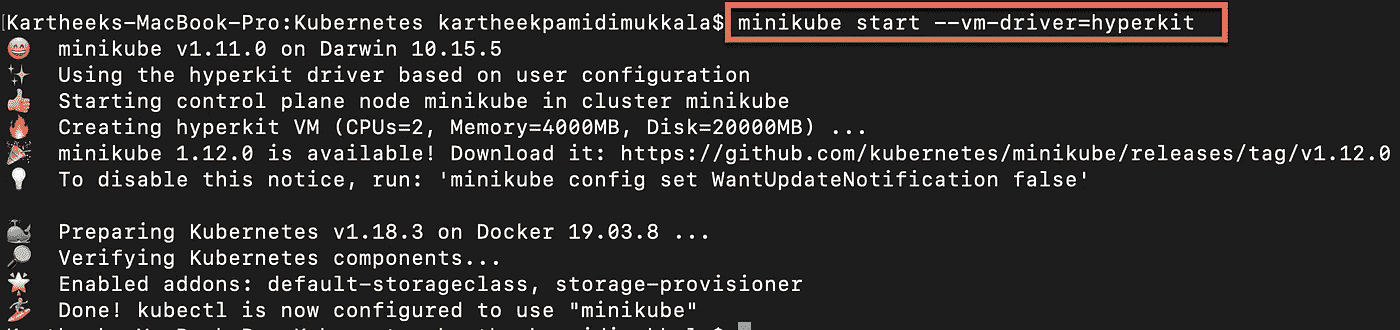 Kartheeks-MacBook-Pro:Kubernetes kartheekpamidimukkala$ minikube start --vm-driver=hyperkit
minikube v1.11.0 on Darwin 10.15.5
Using the hyperkit driver based on user configuration
Starting control plane node minikube in cluster minikube
Creating hyperkit VM (CPUs=2, Memory=4000MB, Disk=20000MB) ...
minikube 1.12.0 is available! Download it: https://github.com/kubernetes/minikube/releases/tag/v1.12.0
To disable this notice, run: 'minikube config set WantUpdateNotification false'
Preparing Kubernetes v1.18.3 on Docker 19.03.8 ...
Verifying Kubernetes components...
Enabled addons: default-storageclass, storage-provisioner
Done! kubectl is now configured to use "minikube"